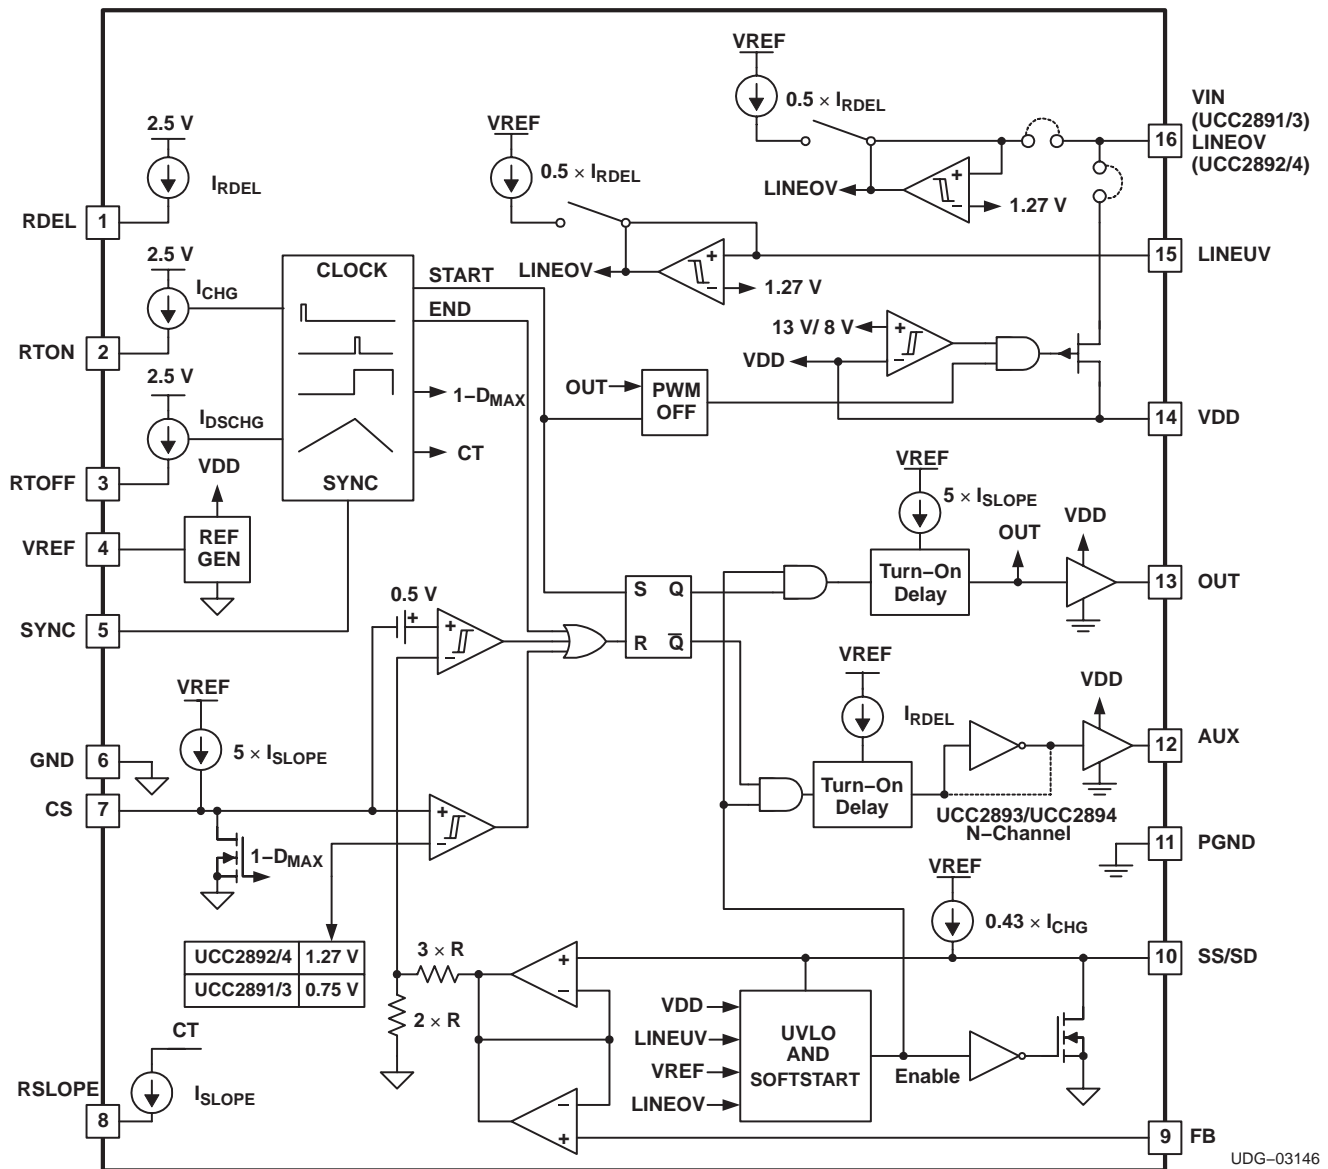 VREF
0.5 × IRDEL
VIN
(UCC2891/3)
16
LINEOV
(UCC2892/4)
LINEOV
+
−
1.27 V
2.5 V
IRDEL
RDEL
1
VREF
0.5 × IRDEL
LINEOV
+
−
1.27 V
15
LINEUV
2.5 V
ICHG
RTON
2
CLOCK
START
END
1−DMAX
CT
SYNC
2.5 V
IDSCHG
RTOFF
3
13 V/ 8 V
+
−
VDD
OUT
PWM
OFF
14
VDD
VDD
VREF
4
REF
GEN
SYNC
5
VREF
5 × ISLOPE
OUT
VDD
Turn−On
Delay
13
OUT
0.5 V
+
+
−
S
Q
R
Q
VREF
IRDEL
VDD
Turn−On
Delay
12
AUX
UCC2893/UCC2894
N−Channel
11
PGND
VREF
5 × ISLOPE
GND
6
CS
7
1−DMAX
+
−
UCC2892/4
1.27 V
UCC2891/3
0.75 V
3 × R
2 × R
+
−
−
+
VREF
0.43 × ICHG
10
SS/SD
VDD
LINEUV
VREF
LINEOV
UVLO
AND
SOFTSTART
Enable
CT
RSLOPE
8
ISLOPE
9
FB
UDG−03146